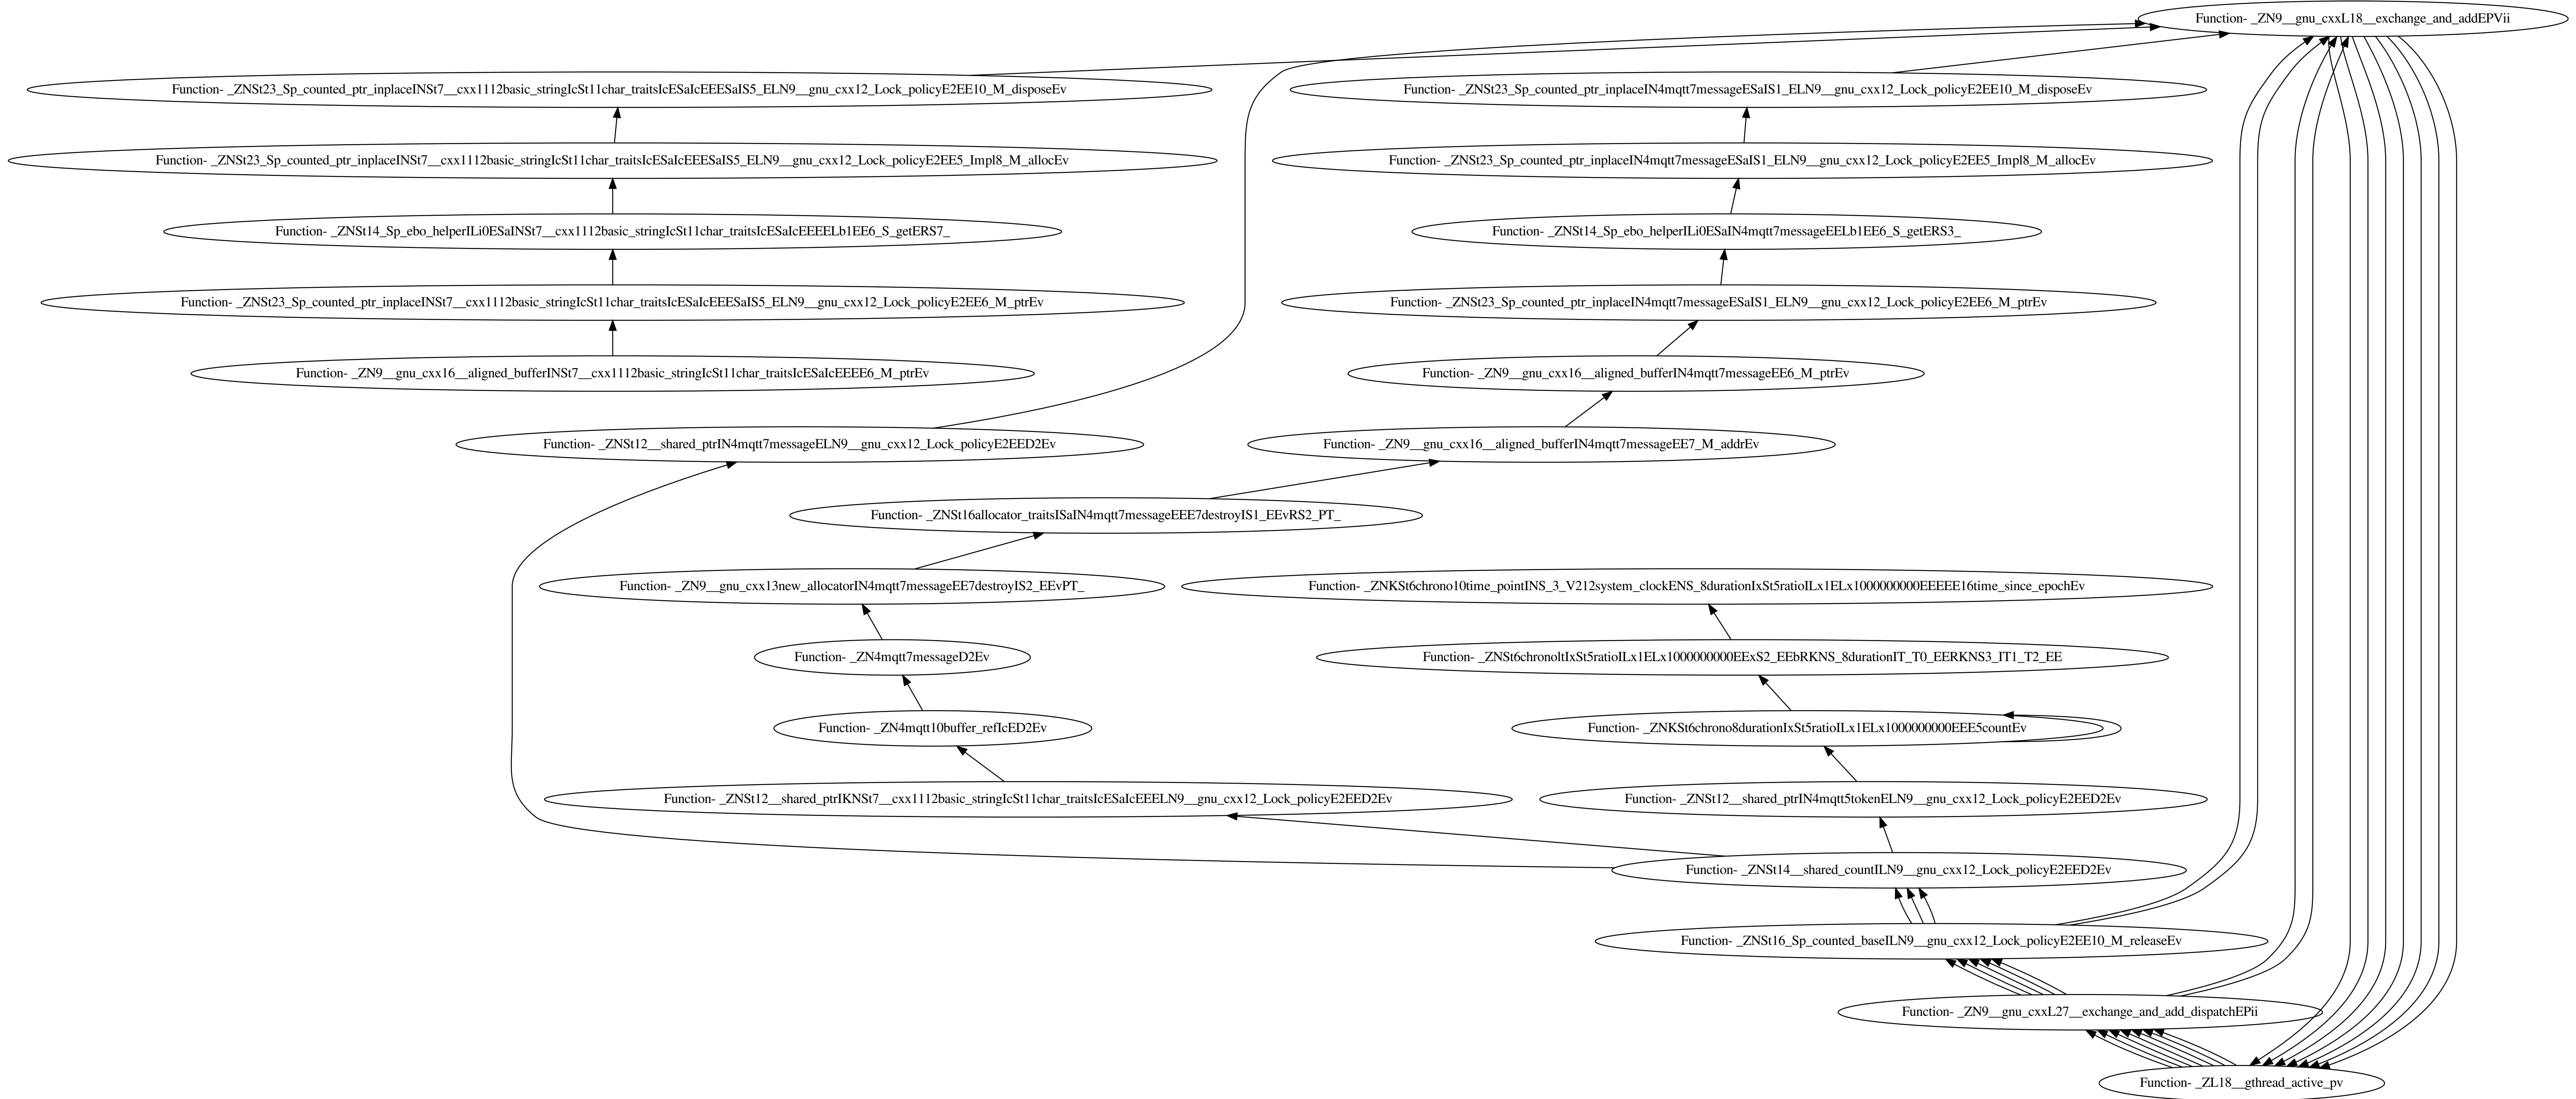 Function- _ZN9__gnu_cxxL18__exchange_and_addEPVii
Function- _ZNSt23_Sp_counted_ptr_inplaceINSt7__cxx1112basic_stringIcSt11char_traitsIcESaIcEEESaIS5_ELN9__gnu_cxx12_Lock_policyE2EE10_M_disposeEv
Function- _ZNSt23_Sp_counted_ptr_inplaceIN4mqtt7messageESaIS1_ELN9__gnu_cxx12_Lock_policyE2EE10_M_disposeEv
Function- _ZNSt23_Sp_counted_ptr_inplaceINSt7__cxx1112basic_stringIcSt11char_traitsIcESaIcEEESaIS5_ELN9__gnu_cxx12_Lock_policyE2EE5_Impl8_M_allocEv
Function- _ZNSt23_Sp_counted_ptr_inplaceIN4mqtt7messageESaIS1_ELN9__gnu_cxx12_Lock_policyE2EE5_Impl8_M_allocEv
Function- _ZNSt14_Sp_ebo_helperILi0ESaINSt7__cxx1112basic_stringIcSt11char_traitsIcESaIcEEEELb1EE6_S_getERS7_
Function- _ZNSt14_Sp_ebo_helperILi0ESaIN4mqtt7messageEELb1EE6_S_getERS3_
Function- _ZNSt23_Sp_counted_ptr_inplaceINSt7__cxx1112basic_stringIcSt11char_traitsIcESaIcEEESaIS5_ELN9__gnu_cxx12_Lock_policyE2EE6_M_ptrEv
Function- _ZNSt23_Sp_counted_ptr_inplaceIN4mqtt7messageESaIS1_ELN9__gnu_cxx12_Lock_policyE2EE6_M_ptrEv
Function- _ZN9__gnu_cxx16__aligned_bufferINSt7__cxx1112basic_stringIcSt11char_traitsIcESaIcEEEE6_M_ptrEv
Function- _ZN9__gnu_cxx16__aligned_bufferIN4mqtt7messageEE6_M_ptrEv
Function- _ZNSt12__shared_ptrIN4mqtt7messageELN9__gnu_cxx12_Lock_policyE2EED2Ev
Function- _ZN9__gnu_cxx16__aligned_bufferIN4mqtt7messageEE7_M_addrEv
Function- _ZNSt16allocator_traitsISaIN4mqtt7messageEEE7destroyIS1_EEvRS2_PT_
Function- _ZN9__gnu_cxx13new_allocatorIN4mqtt7messageEE7destroyIS2_EEvPT_
Function- _ZNKSt6chrono10time_pointINS_3_V212system_clockENS_8durationIxSt5ratioILx1ELx1000000000EEEEE16time_since_epochEv
Function- _ZN4mqtt7messageD2Ev
Function- _ZNSt6chronoltIxSt5ratioILx1ELx1000000000EExS2_EEbRKNS_8durationIT_T0_EERKNS3_IT1_T2_EE
Function- _ZN4mqtt10buffer_refIcED2Ev
Function- _ZNKSt6chrono8durationIxSt5ratioILx1ELx1000000000EEE5countEv
Function- _ZNSt12__shared_ptrIKNSt7__cxx1112basic_stringIcSt11char_traitsIcESaIcEEELN9__gnu_cxx12_Lock_policyE2EED2Ev
Function- _ZNSt12__shared_ptrIN4mqtt5tokenELN9__gnu_cxx12_Lock_policyE2EED2Ev
Function- _ZNSt14__shared_countILN9__gnu_cxx12_Lock_policyE2EED2Ev
Function- _ZNSt16_Sp_counted_baseILN9__gnu_cxx12_Lock_policyE2EE10_M_releaseEv
Function- _ZN9__gnu_cxxL27__exchange_and_add_dispatchEPii
Function- _ZL18__gthread_active_pv